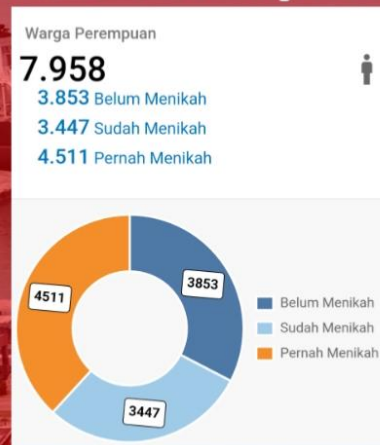 Warga Perempuan
7.958
3.853 Belum Menikah
3.447 Sudah Menikah
4.511 Pernah Menikah
4511
3853
3447
Belum Menikah
Sudah Menikah
Pernah Menikah